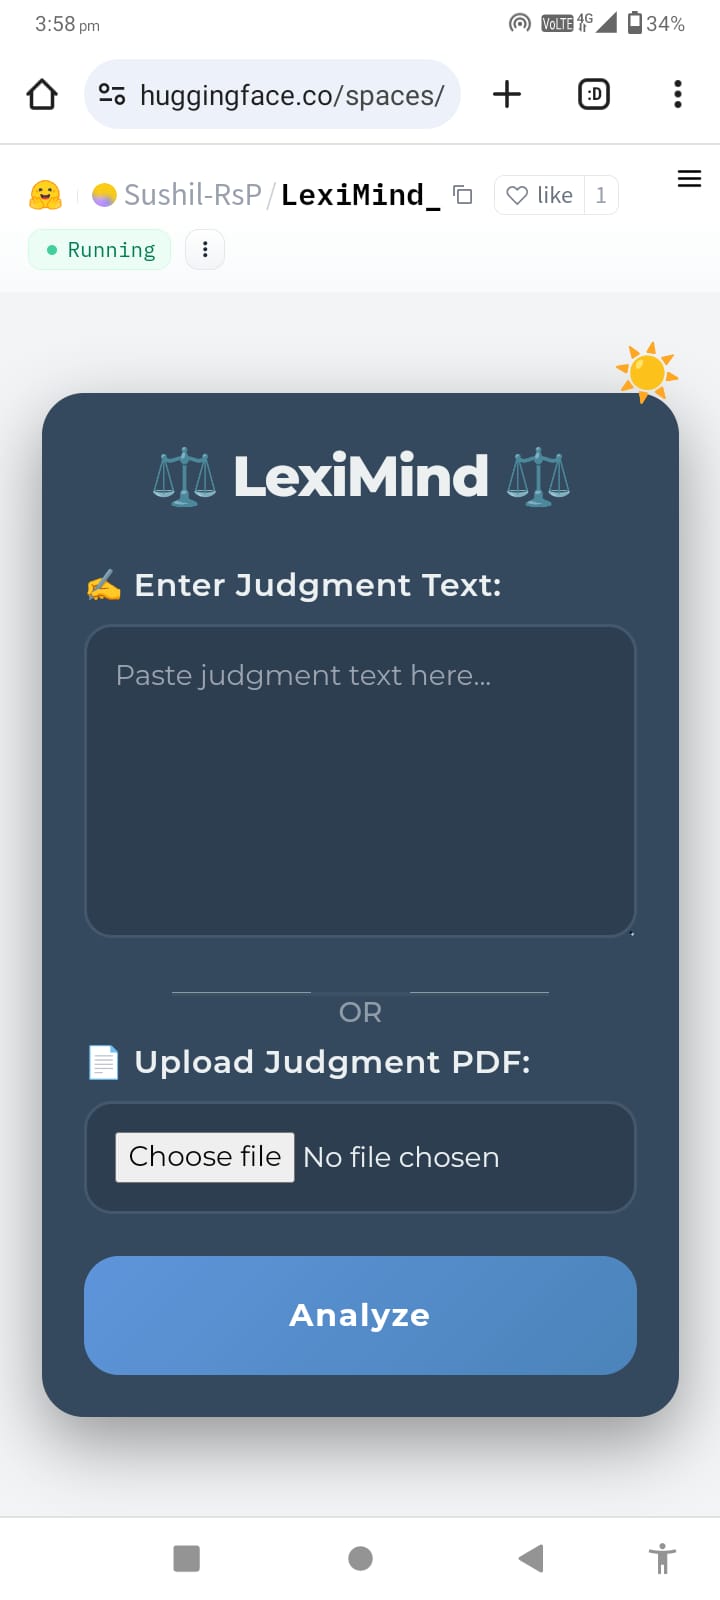 3:58 pm VoLTE 4G 34%
huggingface.co/spaces/ :D
Sushil-RsP/LexiMind_ like 1
Running
⚖️ LexiMind ⚖️
✍️ Enter Judgment Text:
Paste judgment text here...
OR
📄 Upload Judgment PDF:
Choose file No file chosen
Analyze